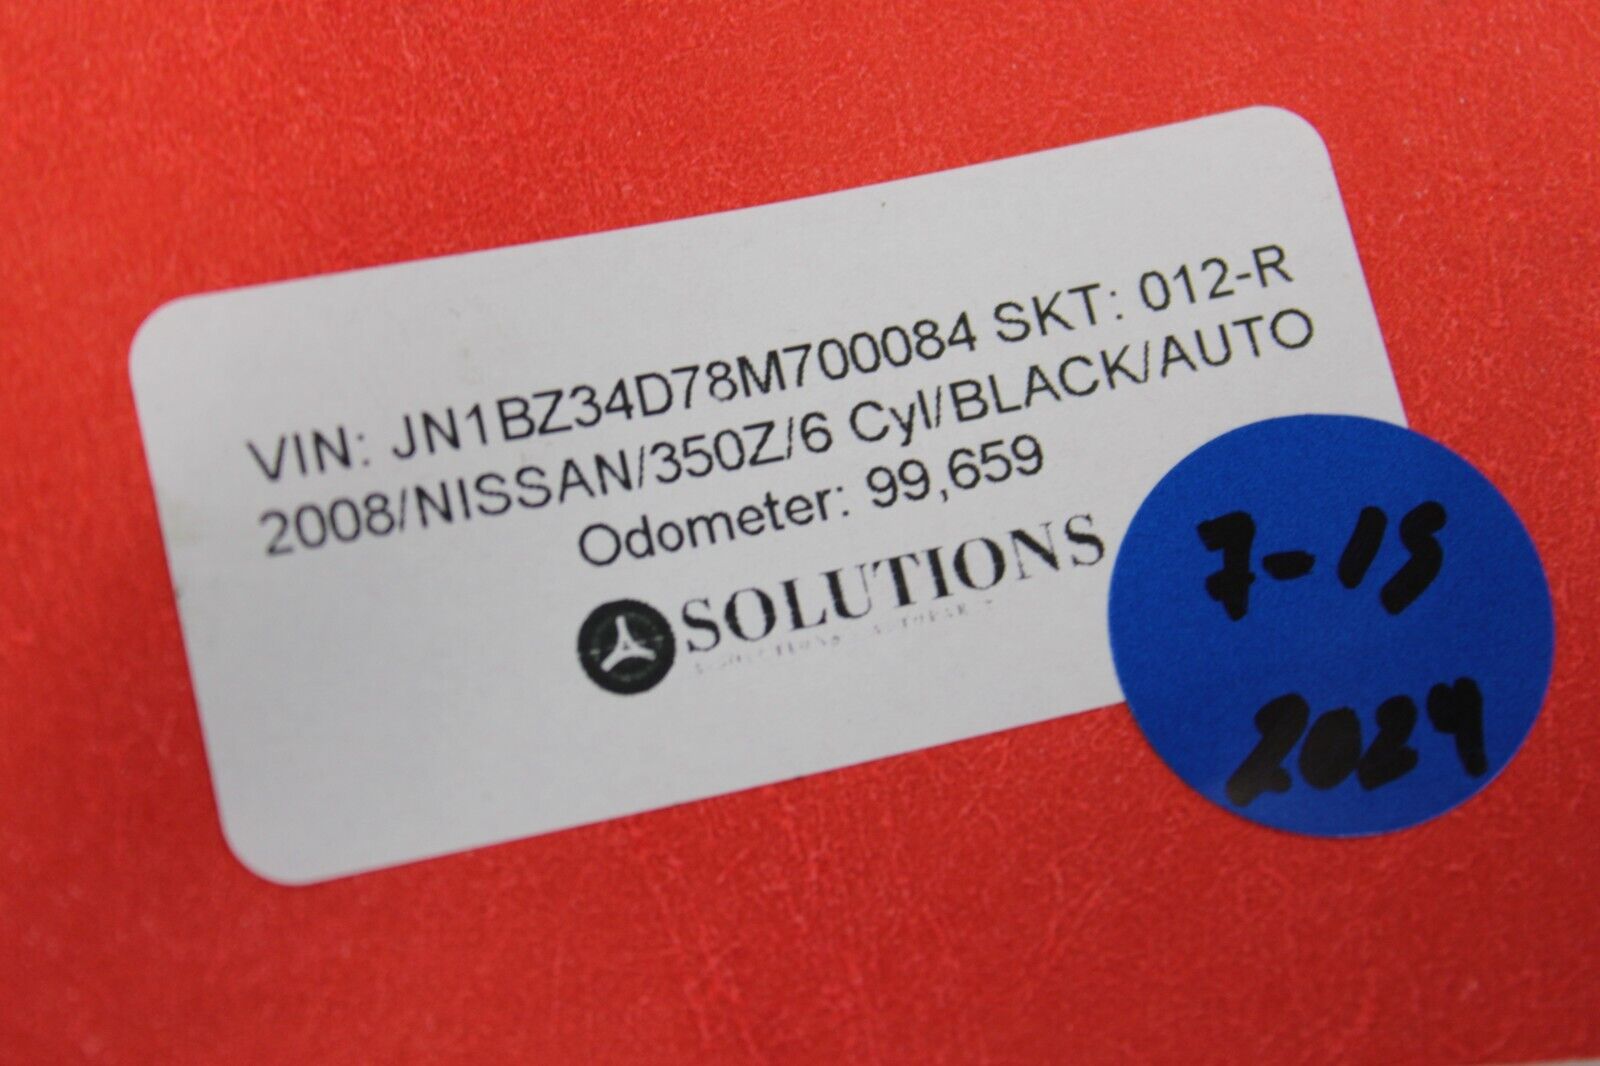 VIN: JN1BZ34D78M700084 SKT: 012-R
2008/NISSAN/350Z/6 Cyl/BLACK/AUTO
Odometer: 99,659
SOLUTIONS
7-15
2024